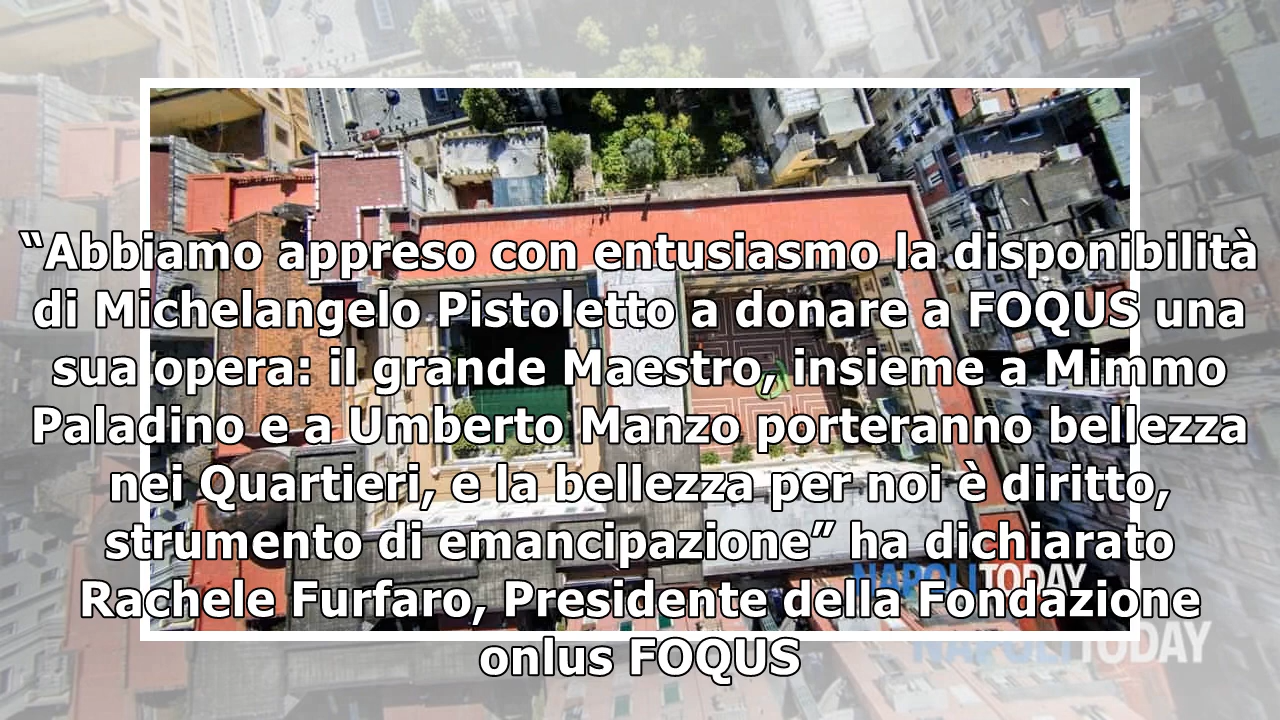 “Abbiamo appreso con entusiasmo la disponibilità
di Michelangelo Pistoletto a donare a FOQUS una
sua opera: il grande Maestro, insieme a Mimmo
Paladino e a Umberto Manzo porteranno bellezza
nei Quartieri, e la bellezza per noi è diritto,
strumento di emancipazione” ha dichiarato
NAPOLITODAY
Rachele Furfaro, Presidente della Fondazione
NAPOLITODAY
onlus FOQUS